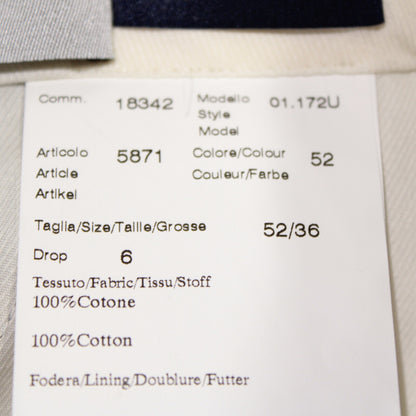 Comm. 18342 Modello 01.172U
Style
Model
Articolo 5871 Colore/Colour 52
Article Couleur/Farbe
Artikel
Taglia/Size/Taille/Grosse 52/36
Drop 6
Tessuto/Fabric/Tissu/Stoff
100%Cotone
100%Cotton
Fodera/Lining/Doublure/Futter